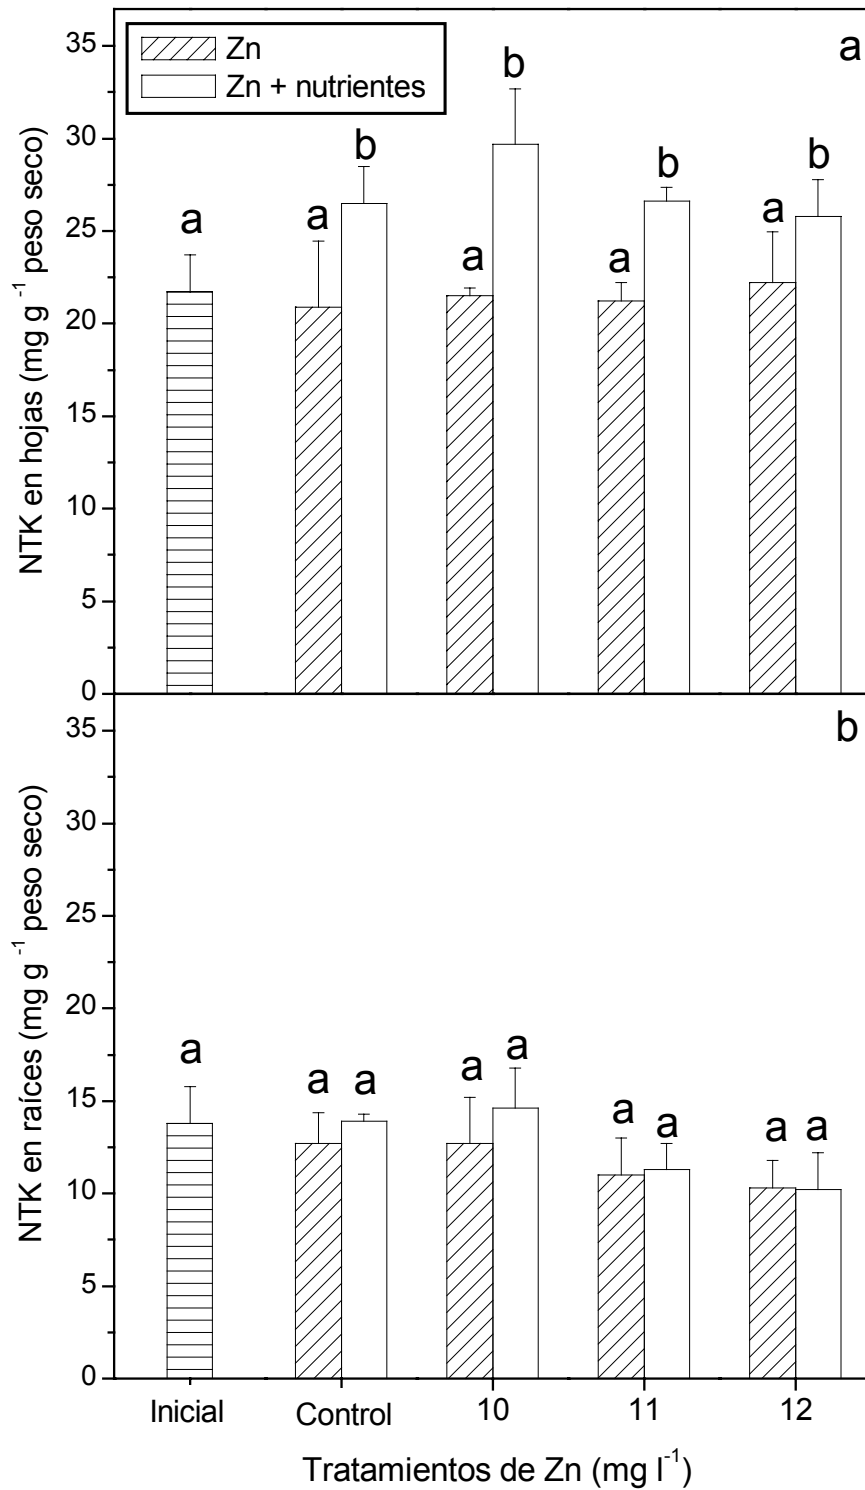 Zn
Zn + nutrientes
a
NTK en hojas (mg g⁻¹ peso seco)
35
30
25
20
15
10
5
0
a
a
b
a
b
a
b
a
b
b
NTK en raíces (mg g⁻¹ peso seco)
35
30
25
20
15
10
5
0
a
a
a
a
a
a
a
a
a
Inicial
Control
10
11
12
Tratamientos de Zn (mg l⁻¹)